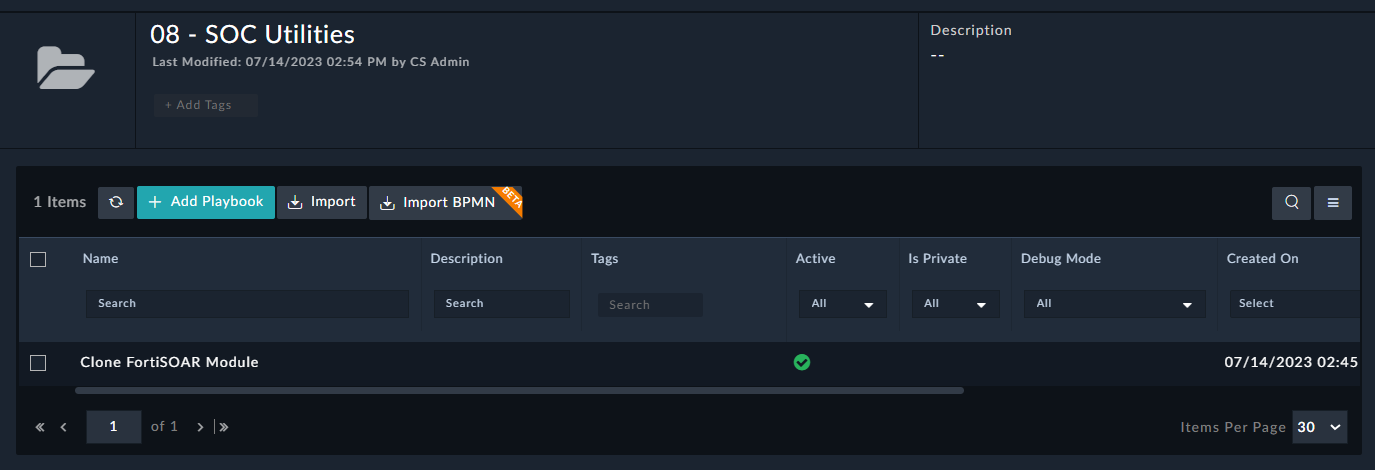 08 - SOC Utilities
Last Modified: 07/14/2023 02:54 PM by CS Admin
+ Add Tags
Description
--
1 Items
+ Add Playbook
Import
Import BPMN
BETA
Name
Description
Tags
Active
Is Private
Debug Mode
Created On
Search
Search
Search
All
All
All
Select
Clone FortiSOAR Module
07/14/2023 02:45
1
of 1
Items Per Page
30